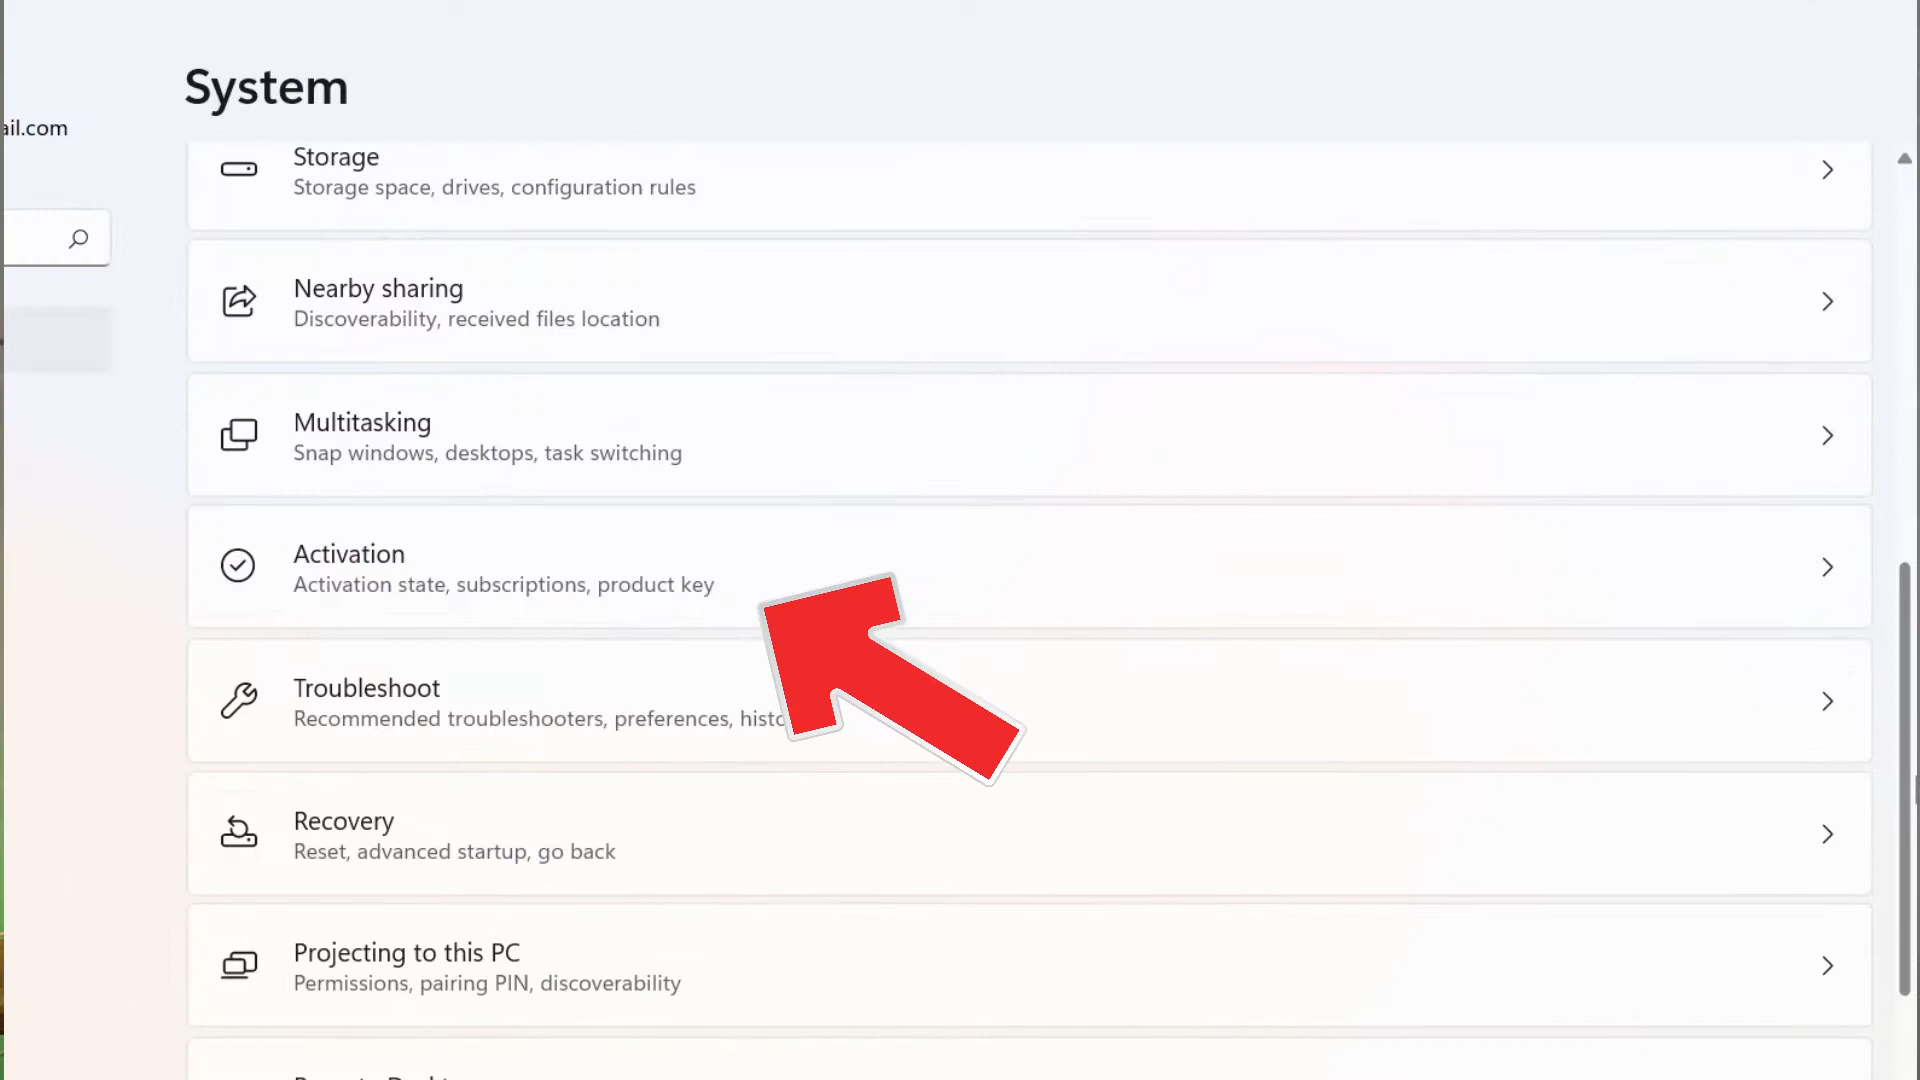 System
ail.com
Storage
Storage space, drives, configuration rules
Nearby sharing
Discoverability, received files location
Multitasking
Snap windows, desktops, task switching
Activation
Activation state, subscriptions, product key
Troubleshoot
Recommended troubleshooters, preferences, histo
Recovery
Reset, advanced startup, go back
Projecting to this PC
Permissions, pairing PIN, discoverability